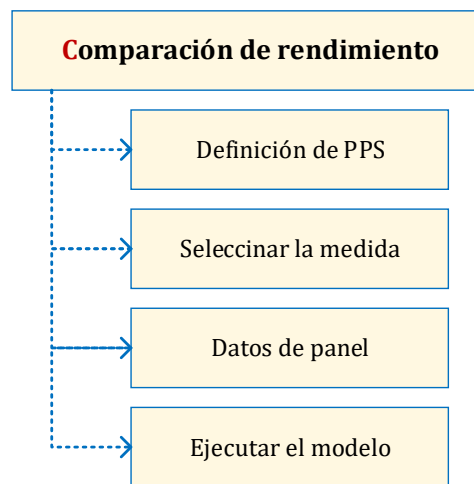 Comparación de rendimiento
Definición de PPS
Seleccinar la medida
Datos de panel
Ejecutar el modelo